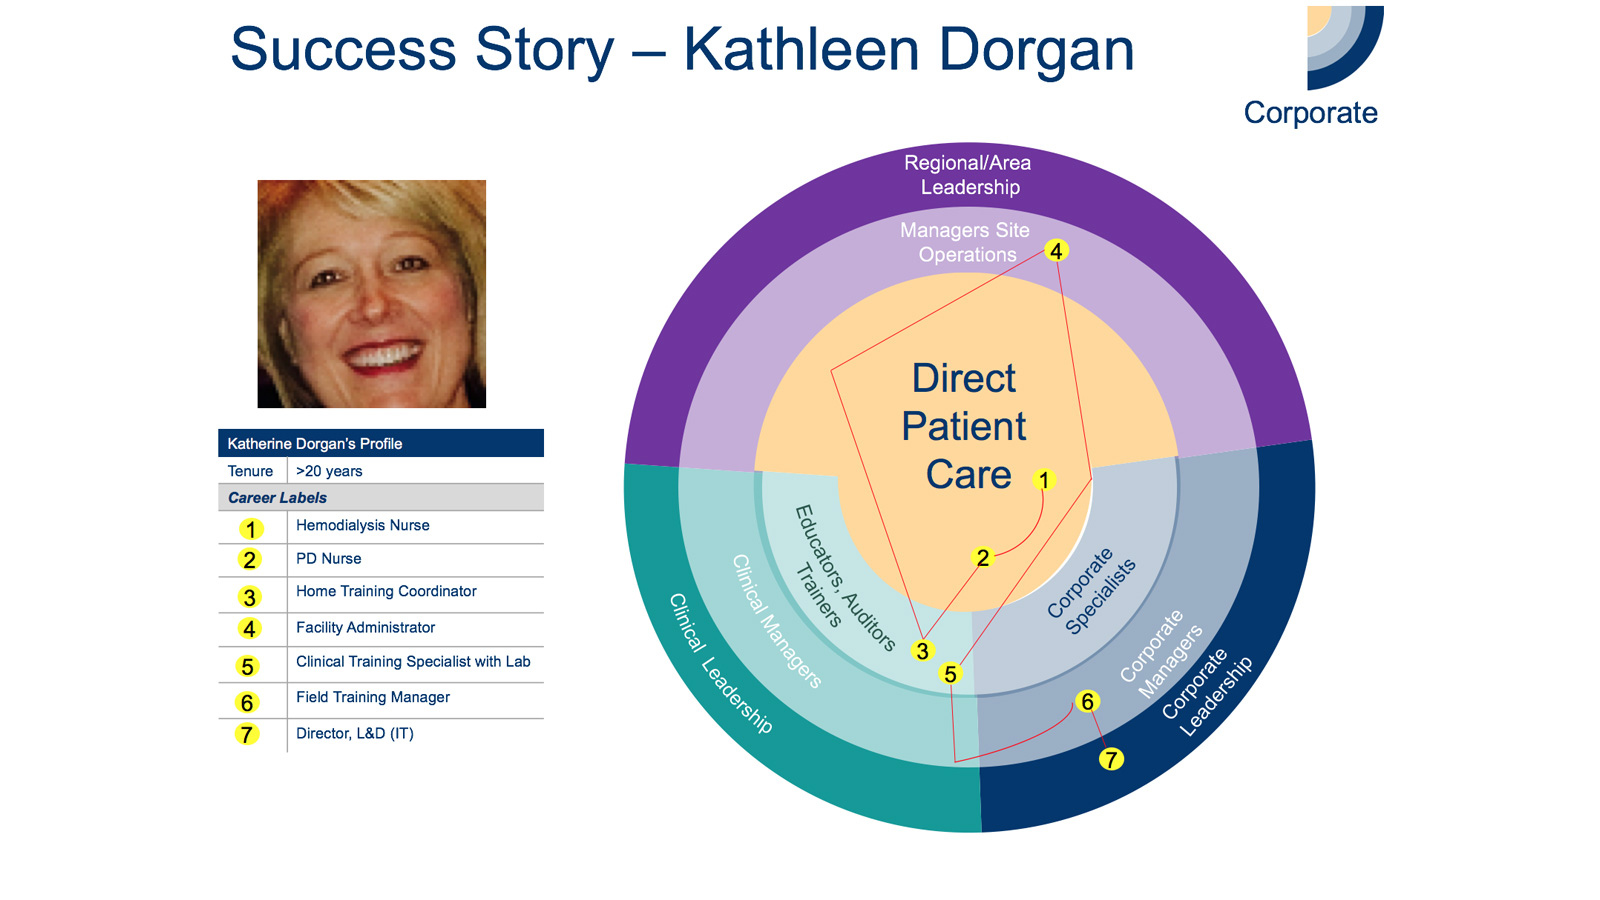 Success Story – Kathleen Dorgan
Corporate
Katherine Dorgan's Profile
Tenure >20 years
Career Labels
1 Hemodialysis Nurse
2 PD Nurse
3 Home Training Coordinator
4 Facility Administrator
5 Clinical Training Specialist with Lab
6 Field Training Manager
7 Director, L&D (IT)
Regional/Area
Leadership
Managers Site
Operations
4
Direct
Patient
Care
1
2
3
5
6
7
Educators, Auditors
Trainers
Clinical Managers
Clinical Leadership
Corporate
Specialists
Corporate
Managers
Corporate
Leadership